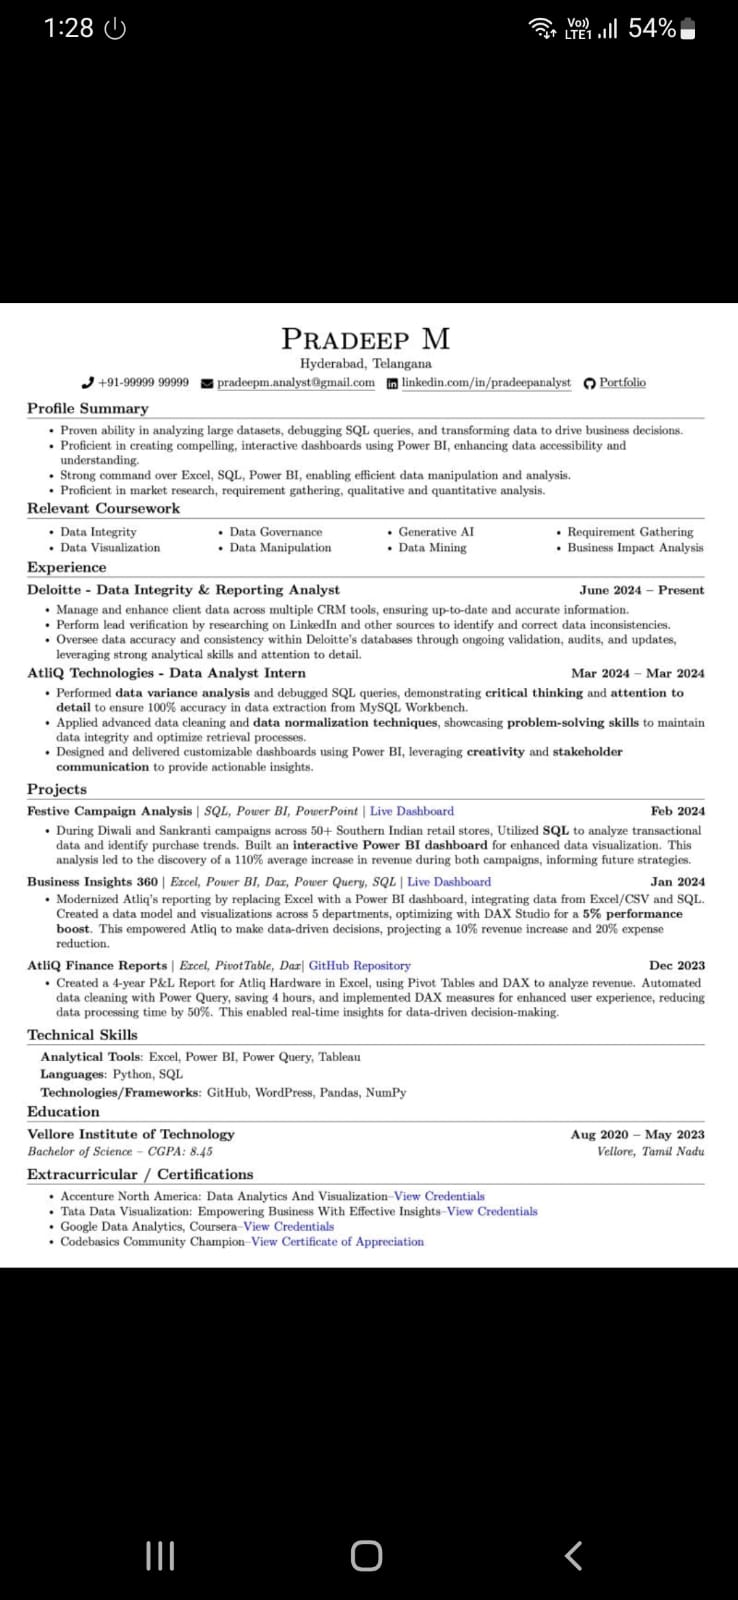 1:28
Vo)) LTE1 54%
PRADEEP M
Hyderabad, Telangana
+91-99999 99999 pradeepm.analyst@gmail.com linkedin.com/in/pradeepanalyst Portfolio
Profile Summary
• Proven ability in analyzing large datasets, debugging SQL queries, and transforming data to drive business decisions.
• Proficient in creating compelling, interactive dashboards using Power BI, enhancing data accessibility and
understanding.
• Strong command over Excel, SQL, Power BI, enabling efficient data manipulation and analysis.
• Proficient in market research, requirement gathering, qualitative and quantitative analysis.
Relevant Coursework
• Data Integrity • Data Governance • Generative AI • Requirement Gathering
• Data Visualization • Data Manipulation • Data Mining • Business Impact Analysis
Experience
Deloitte - Data Integrity & Reporting Analyst June 2024 – Present
• Manage and enhance client data across multiple CRM tools, ensuring up-to-date and accurate information.
• Perform lead verification by researching on LinkedIn and other sources to identify and correct data inconsistencies.
• Oversee data accuracy and consistency within Deloitte's databases through ongoing validation, audits, and updates,
leveraging strong analytical skills and attention to detail.
AtliQ Technologies - Data Analyst Intern Mar 2024 – Mar 2024
• Performed data variance analysis and debugged SQL queries, demonstrating critical thinking and attention to
detail to ensure 100% accuracy in data extraction from MySQL Workbench.
• Applied advanced data cleaning and data normalization techniques, showcasing problem-solving skills to maintain
data integrity and optimize retrieval processes.
• Designed and delivered customizable dashboards using Power BI, leveraging creativity and stakeholder
communication to provide actionable insights.
Projects
Festive Campaign Analysis | SQL, Power BI, PowerPoint | Live Dashboard Feb 2024
• During Diwali and Sankranti campaigns across 50+ Southern Indian retail stores, Utilized SQL to analyze transactional
data and identify purchase trends. Built an interactive Power BI dashboard for enhanced data visualization. This
analysis led to the discovery of a 110% average increase in revenue during both campaigns, informing future strategies.
Business Insights 360 | Excel, Power BI, Dax, Power Query, SQL | Live Dashboard Jan 2024
• Modernized Atliq's reporting by replacing Excel with a Power BI dashboard, integrating data from Excel/CSV and SQL.
Created a data model and visualizations across 5 departments, optimizing with DAX Studio for a 5% performance
boost. This empowered Atliq to make data-driven decisions, projecting a 10% revenue increase and 20% expense
reduction.
AtliQ Finance Reports | Excel, PivotTable, Dax| GitHub Repository Dec 2023
• Created a 4-year P&L Report for Atliq Hardware in Excel, using Pivot Tables and DAX to analyze revenue. Automated
data cleaning with Power Query, saving 4 hours, and implemented DAX measures for enhanced user experience, reducing
data processing time by 50%. This enabled real-time insights for data-driven decision-making.
Technical Skills
Analytical Tools: Excel, Power BI, Power Query, Tableau
Languages: Python, SQL
Technologies/Frameworks: GitHub, WordPress, Pandas, NumPy
Education
Vellore Institute of Technology Aug 2020 – May 2023
Bachelor of Science – CGPA: 8.45 Vellore, Tamil Nadu
Extracurricular / Certifications
• Accenture North America: Data Analytics And Visualization–View Credentials
• Tata Data Visualization: Empowering Business With Effective Insights–View Credentials
• Google Data Analytics, Coursera–View Credentials
• Codebasics Community Champion–View Certificate of Appreciation